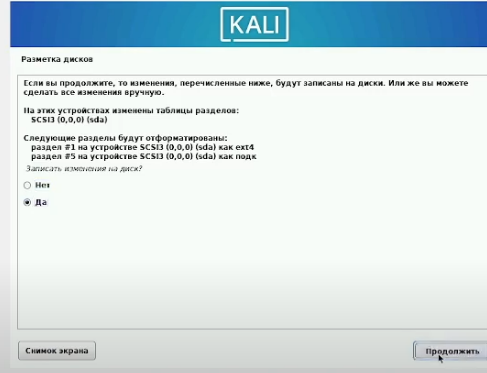 KALI
Разметка дисков
Если вы продолжите, то изменения, перечисленные ниже, будут записаны на диски. Или же вы можете
сделать все изменения вручную.
На этих устройствах изменены таблицы разделов:
SCSI3 (0,0,0) (sda)
Следующие разделы будут отформатированы:
раздел #1 на устройстве SCSI3 (0,0,0) (sda) как ext4
раздел #5 на устройстве SCSI3 (0,0,0) (sda) как подк
Записать изменения на диск?
Нет
Да
Снимок экрана
Продолжить